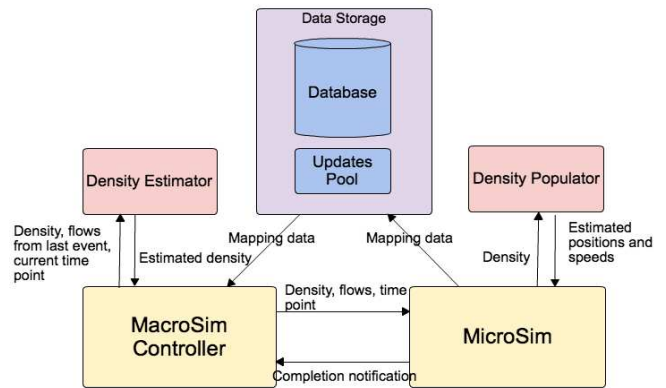 Data Storage
Database
Updates
Pool
Density Estimator
Density Populator
Density, flows
from last event,
current time
point
Estimated density
Mapping data
Mapping data
Density
Estimated
positions and
speeds
MacroSim
Controller
Density, flows, time
point
MicroSim
Completion notification